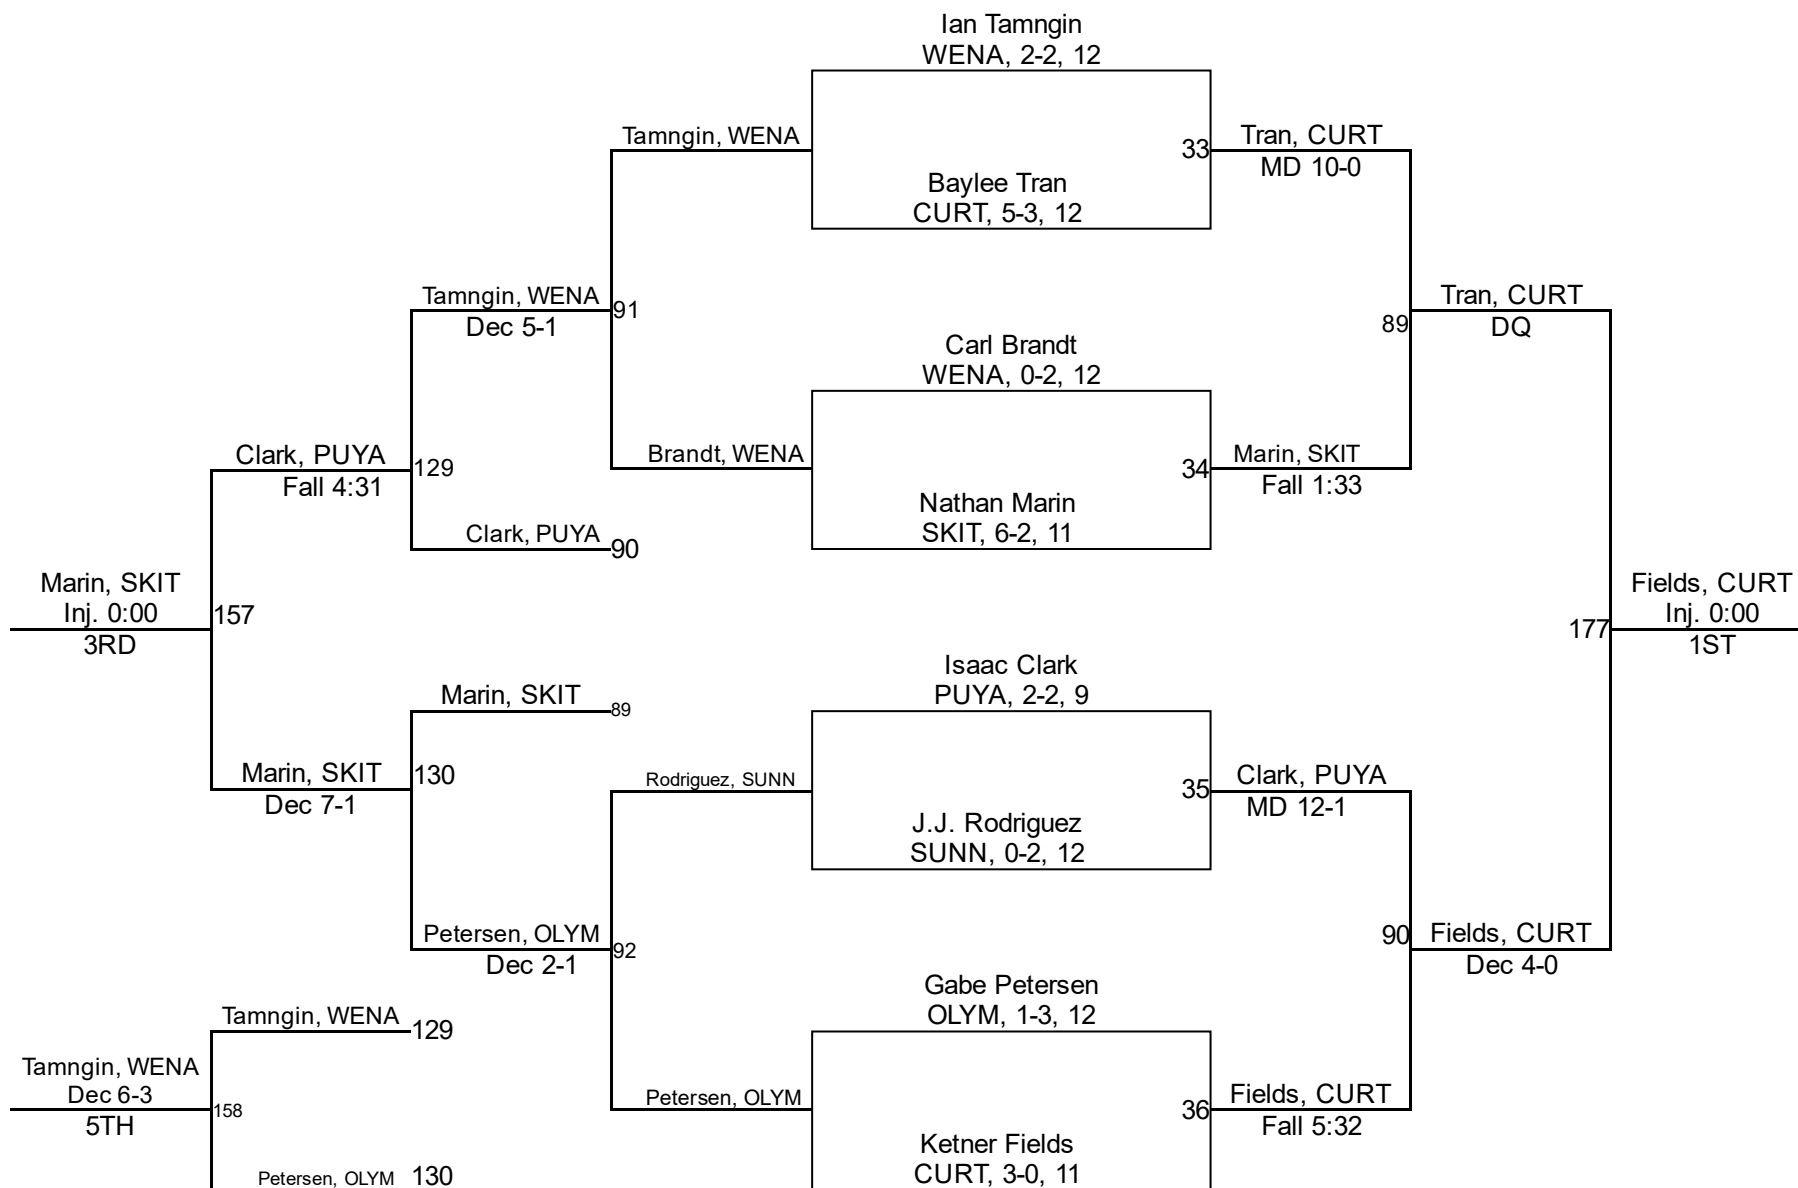 Ian Tamngin
WENA, 2-2, 12
Tamngin, WENA
33
Tran, CURT
MD 10-0
Baylee Tran
CURT, 5-3, 12
Tamngin, WENA
Dec 5-1
91
Tran, CURT
DQ
89
Carl Brandt
WENA, 0-2, 12
Clark, PUYA
Fall 4:31
129
Brandt, WENA
34
Marin, SKIT
Fall 1:33
Nathan Marin
SKIT, 6-2, 11
Clark, PUYA
90
Marin, SKIT
Inj. 0:00
3RD
157
177
Fields, CURT
Inj. 0:00
1ST
Isaac Clark
PUYA, 2-2, 9
Marin, SKIT
89
Marin, SKIT
Dec 7-1
130
Rodriguez, SUNN
35
Clark, PUYA
MD 12-1
J.J. Rodriguez
SUNN, 0-2, 12
Petersen, OLYM
Dec 2-1
92
90
Fields, CURT
Dec 4-0
Gabe Petersen
OLYM, 1-3, 12
Tamngin, WENA
129
Tamngin, WENA
Dec 6-3
5TH
158
Petersen, OLYM
36
Fields, CURT
Fall 5:32
Ketner Fields
CURT, 3-0, 11
Petersen, OLYM
130